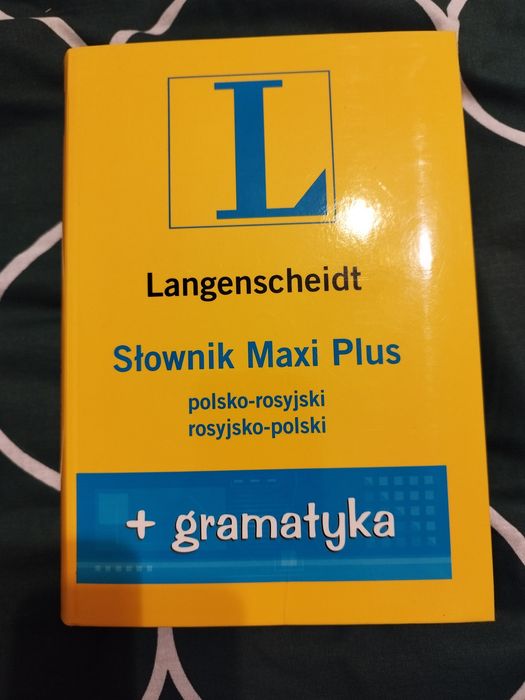 L
Langenscheidt
Słownik Maxi Plus
polsko-rosyjski
rosyjsko-polski
+ gramatyka